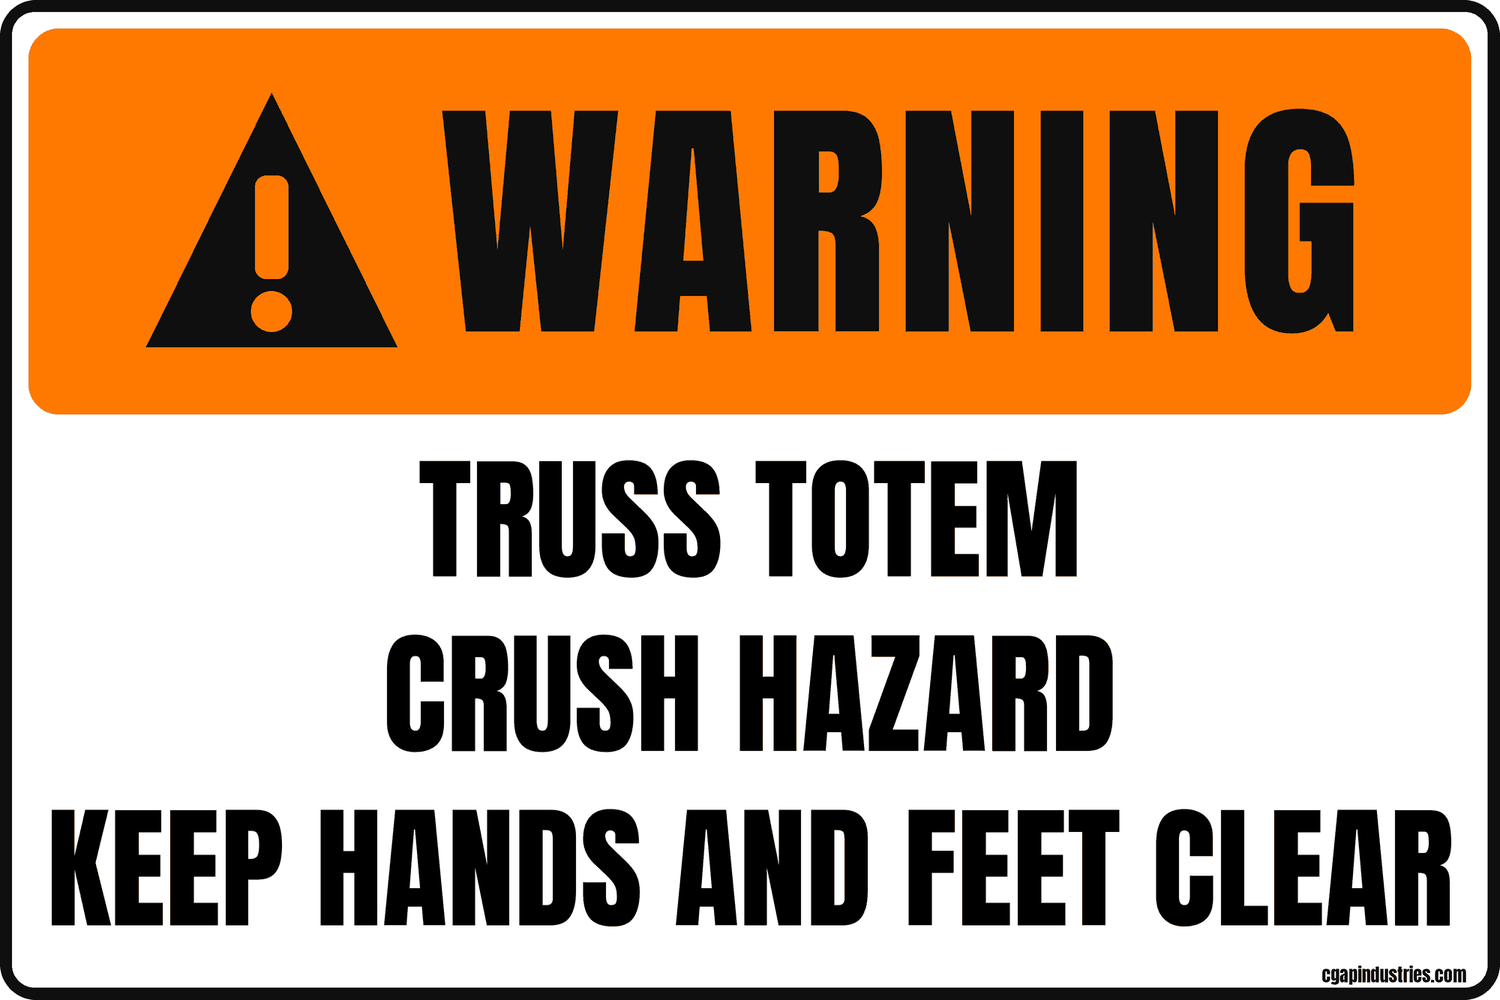 WARNING
TRUSS TOTEM
CRUSH HAZARD
KEEP HANDS AND FEET CLEAR
cgapindustries.com